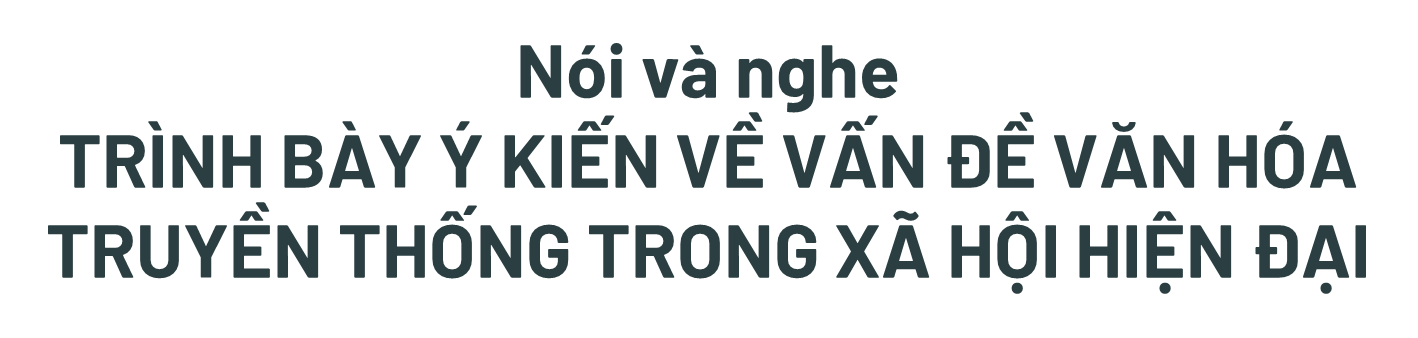 Nói và nghe
TRÌNH BÀY Ý KIẾN VỀ VẤN ĐỀ VĂN HÓA
TRUYỀN THỐNG TRONG XÃ HỘI HIỆN ĐẠI